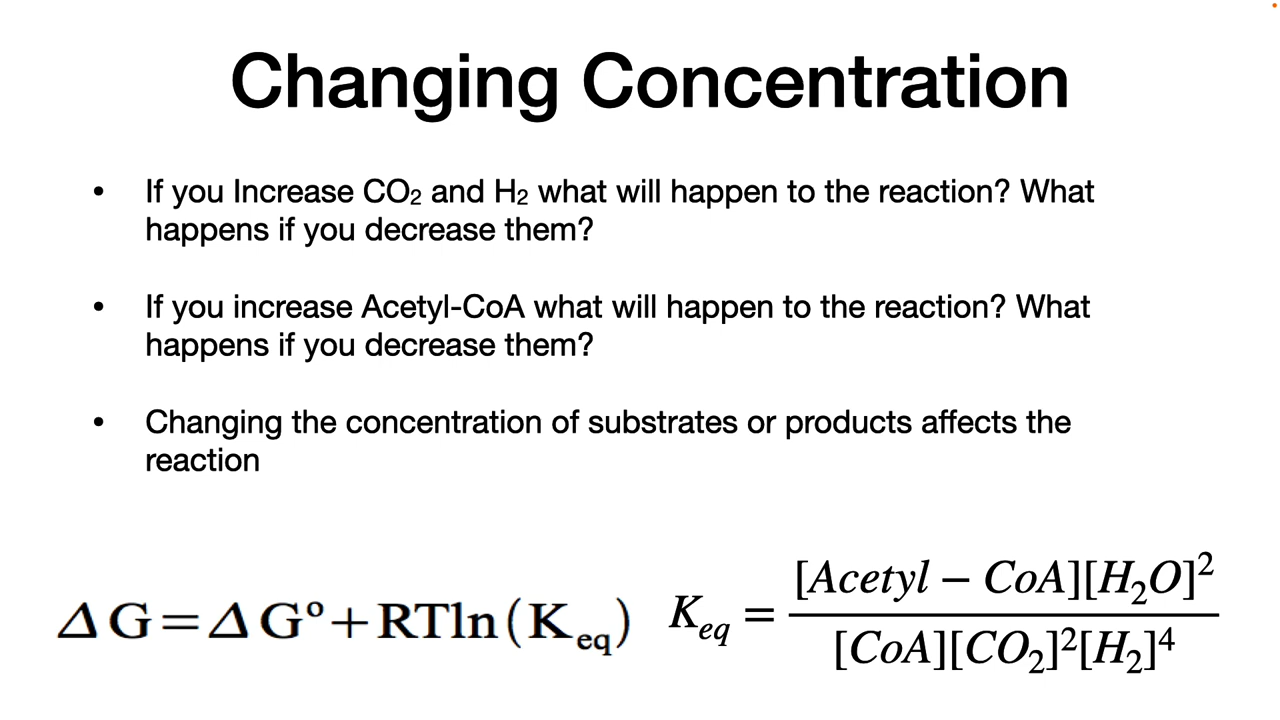 Changing Concentration
• If you Increase CO₂ and H₂ what will happen to the reaction? What
happens if you decrease them?
• If you increase Acetyl-CoA what will happen to the reaction? What
happens if you decrease them?
• Changing the concentration of substrates or products affects the
reaction
ΔG=ΔG°+RTln(K_eq)
K_eq = [Acetyl − CoA][H₂O]² / [CoA][CO₂]²[H₂]⁴